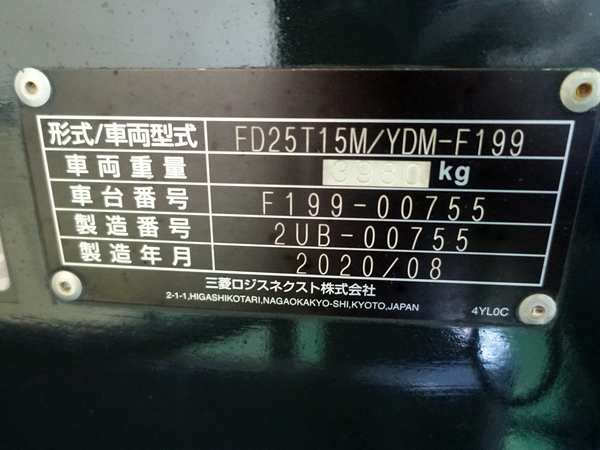 形式/車両型式 FD25T15M/YDM-F199
車両重量 3980 kg
車台番号 F199-00755
製造番号 2UB-00755
製造年月 2020/08
三菱ロジスネクスト株式会社
2-1-1,HIGASHIKOTARI,NAGAOKAKYO-SHI,KYOTO,JAPAN
4YL0C